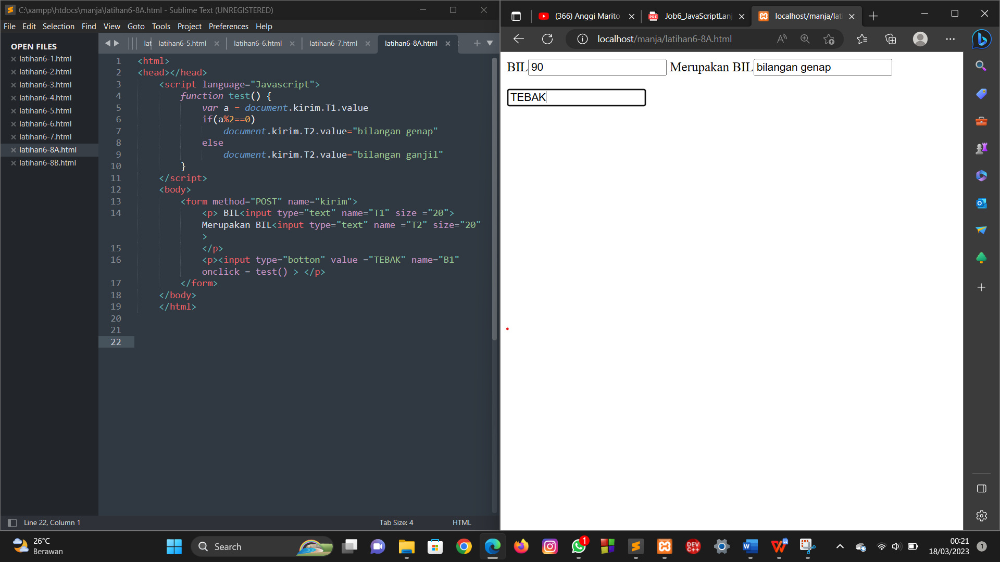 C:\xampp\htdocs\manja\latihan6-8A.html - Sublime Text (UNREGISTERED)
File Edit Selection Find View Goto Tools Project Preferences Help
OPEN FILES
latihan6-1.html
latihan6-2.html
latihan6-3.html
latihan6-4.html
latihan6-5.html
latihan6-6.html
latihan6-7.html
latihan6-8A.html
latihan6-8B.html
lat latihan6-5.html latihan6-6.html latihan6-7.html latihan6-8A.html
1 <html>
2 <head></head>
3 <script language="Javascript">
4 function test() {
5 var a = document.kirim.T1.value
6 if(a%2==0)
7 document.kirim.T2.value="bilangan genap"
8 else
9 document.kirim.T2.value="bilangan ganjil"
10 }
11 </script>
12 <body>
13 <form method="POST" name="kirim">
14 <p> BIL<input type="text" name="T1" size ="20">
Merupakan BIL<input type="text" name ="T2" size="20"
>
15 </p>
16 <p><input type="botton" value ="TEBAK" name="B1"
onclick = test() > </p>
17 </form>
18 </body>
19 </html>
20
21
22
Line 22, Column 1 Tab Size: 4 HTML
(366) Anggi Marito Job6_JavaScriptLanj localhost/manja/lati
localhost/manja/latihan6-8A.html
BIL 90 Merupakan BIL bilangan genap
TEBAK
26°C
Berawan
Search
1
DEV
C++
00:21
18/03/2023
1